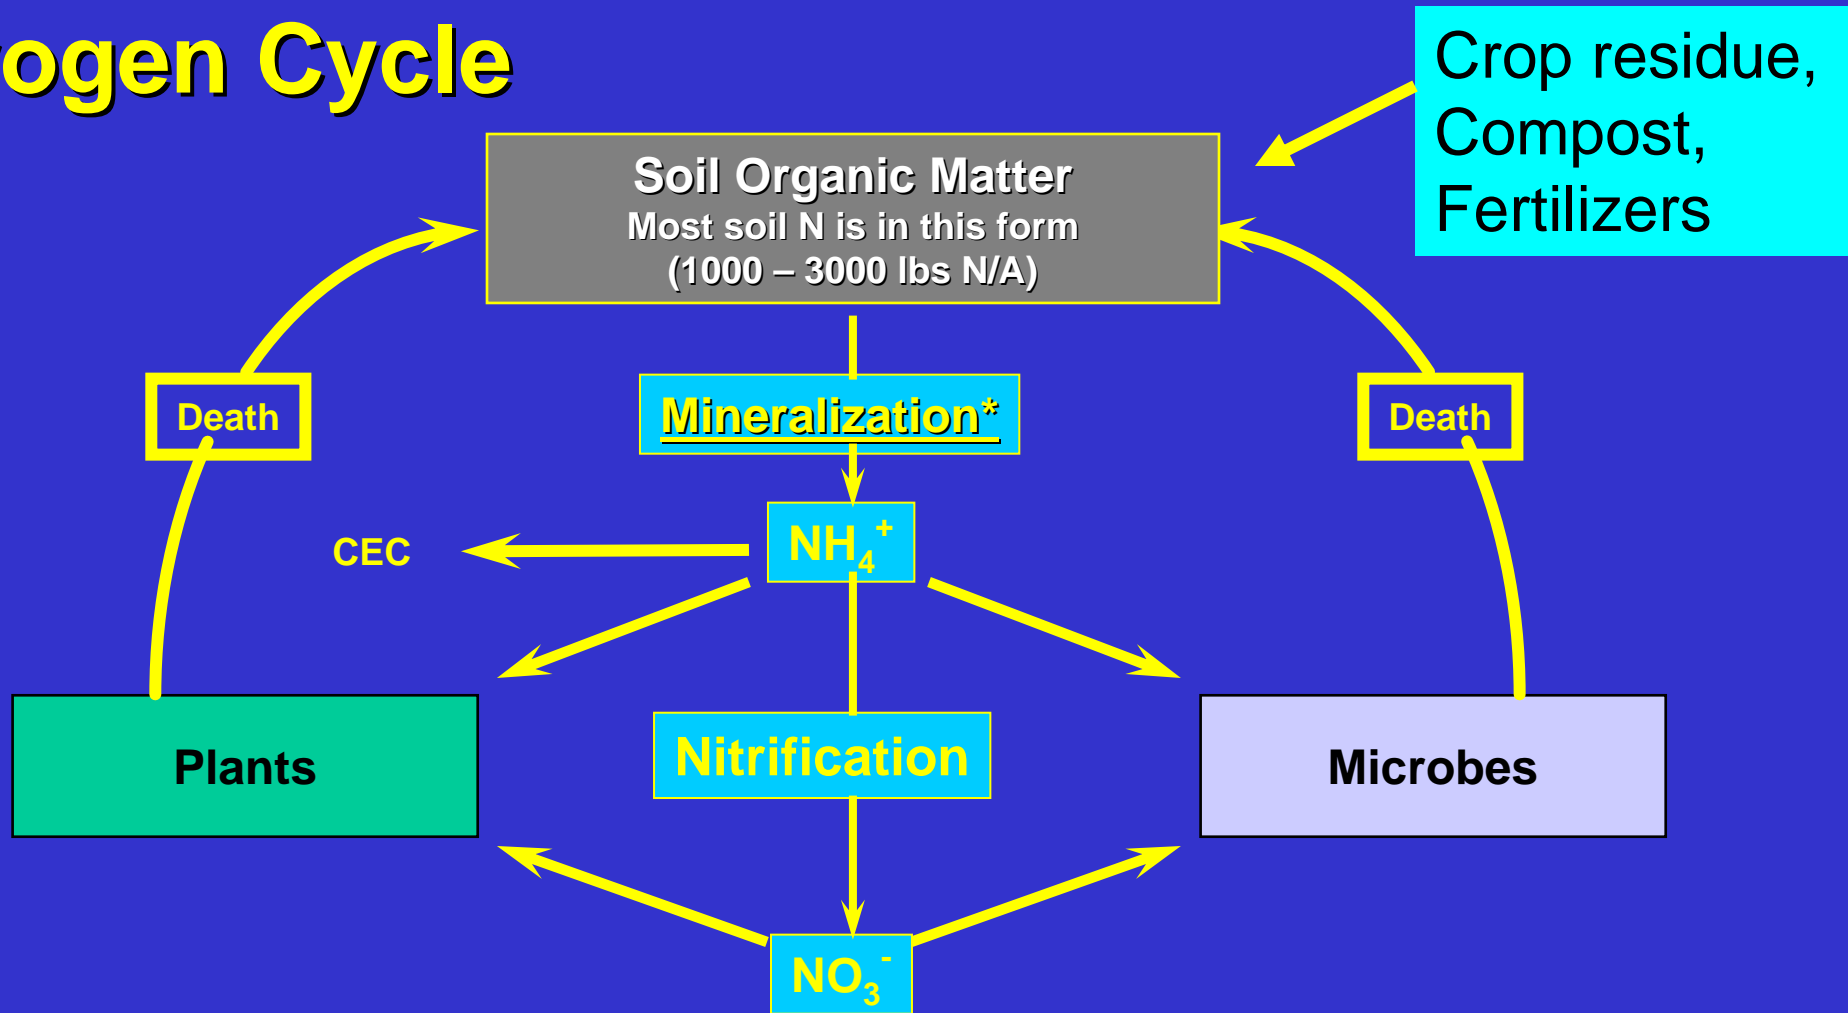 ogen Cycle
Crop residue,
Compost,
Fertilizers
Soil Organic Matter
Most soil N is in this form
(1000 – 3000 lbs N/A)
Death
Mineralization*
Death
CEC
NH₄⁺
Plants
Nitrification
Microbes
NO₃⁻